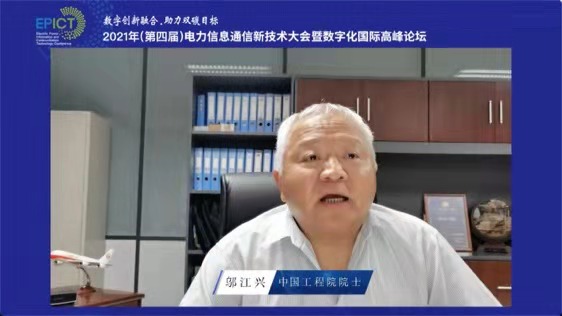 EPICT
数字创新融合、助力双碳目标
2021年(第四届)电力信息通信新技术大会暨数字化国际高峰论坛
邬江兴
中国工程院院士